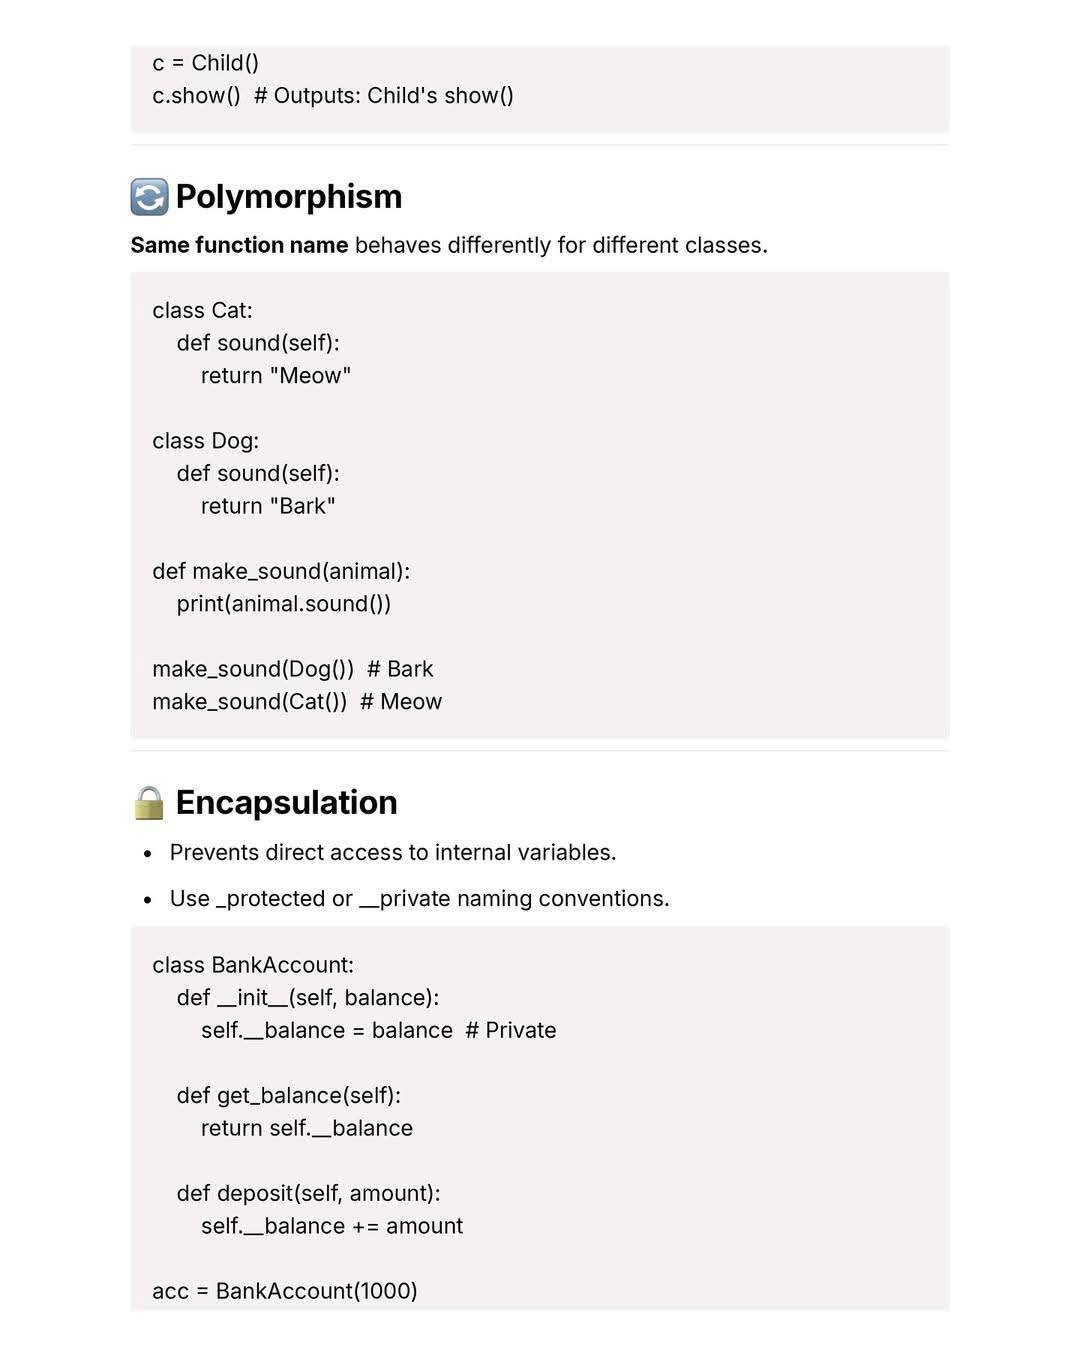 c = Child()
c.show()  # Outputs: Child's show()
Polymorphism
Same function name behaves differently for different classes.
class Cat:
    def sound(self):
        return "Meow"
class Dog:
    def sound(self):
        return "Bark"
def make_sound(animal):
    print(animal.sound())
make_sound(Dog())  # Bark
make_sound(Cat())  # Meow
Encapsulation
• Prevents direct access to internal variables.
• Use _protected or __private naming conventions.
class BankAccount:
    def __init__(self, balance):
        self.__balance = balance  # Private
    def get_balance(self):
        return self.__balance
    def deposit(self, amount):
        self.__balance += amount
acc = BankAccount(1000)